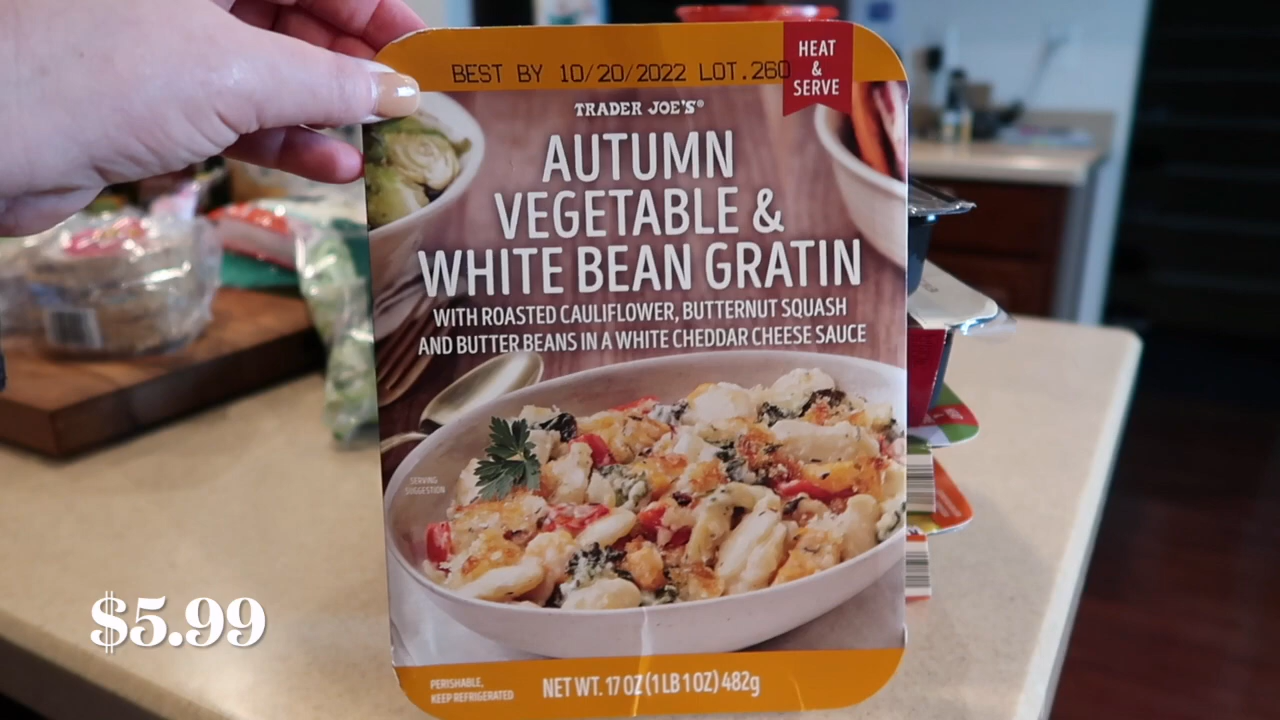 BEST BY 10/20/2022 LOT.260
HEAT
&
SERVE
TRADER JOE'S®
AUTUMN
VEGETABLE &
WHITE BEAN GRATIN
WITH ROASTED CAULIFLOWER, BUTTERNUT SQUASH
AND BUTTER BEANS IN A WHITE CHEDDAR CHEESE SAUCE
SERVING
SUGGESTION
$5.99
PERISHABLE,
KEEP REFRIGERATED
NET WT. 17 OZ (1 LB 1 OZ) 482g